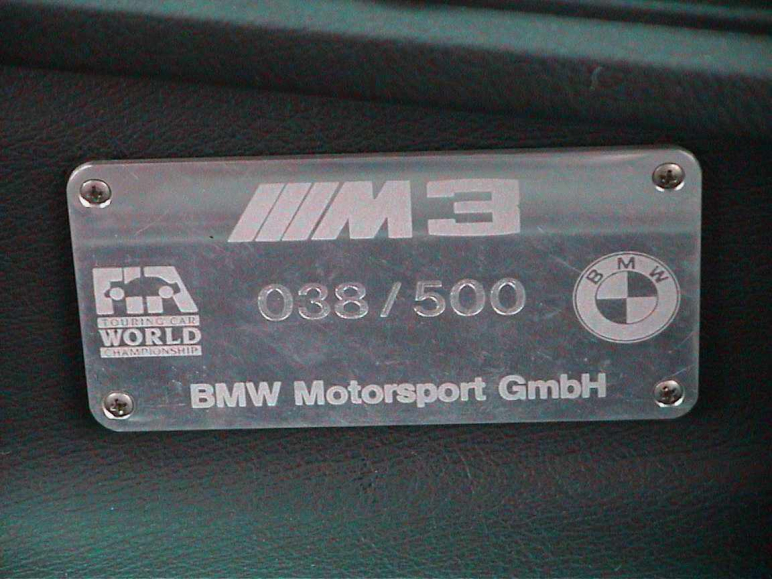 M3
038/500
FIA
TOURING CAR
WORLD
CHAMPIONSHIP
BMW
BMW Motorsport GmbH